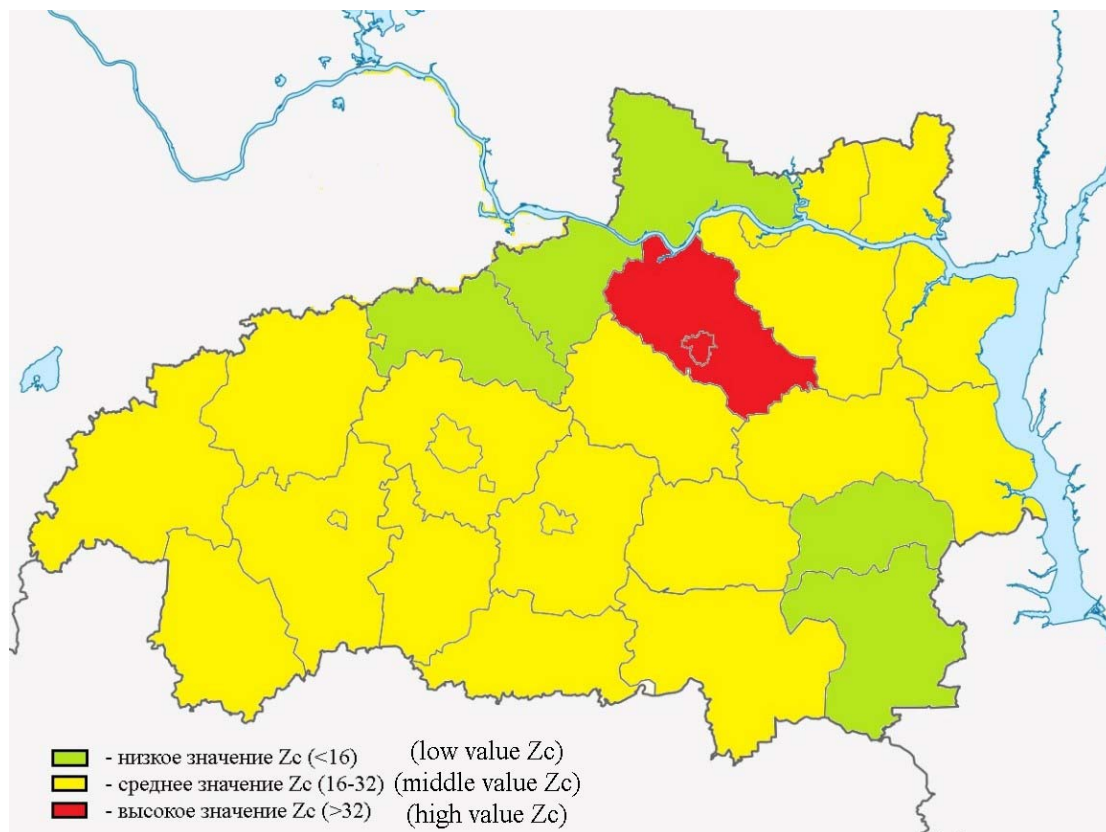 - низкое значение Zc (<16) (low value Zc)
- среднее значение Zc (16-32) (middle value Zc)
- высокое значение Zc (>32) (high value Zc)